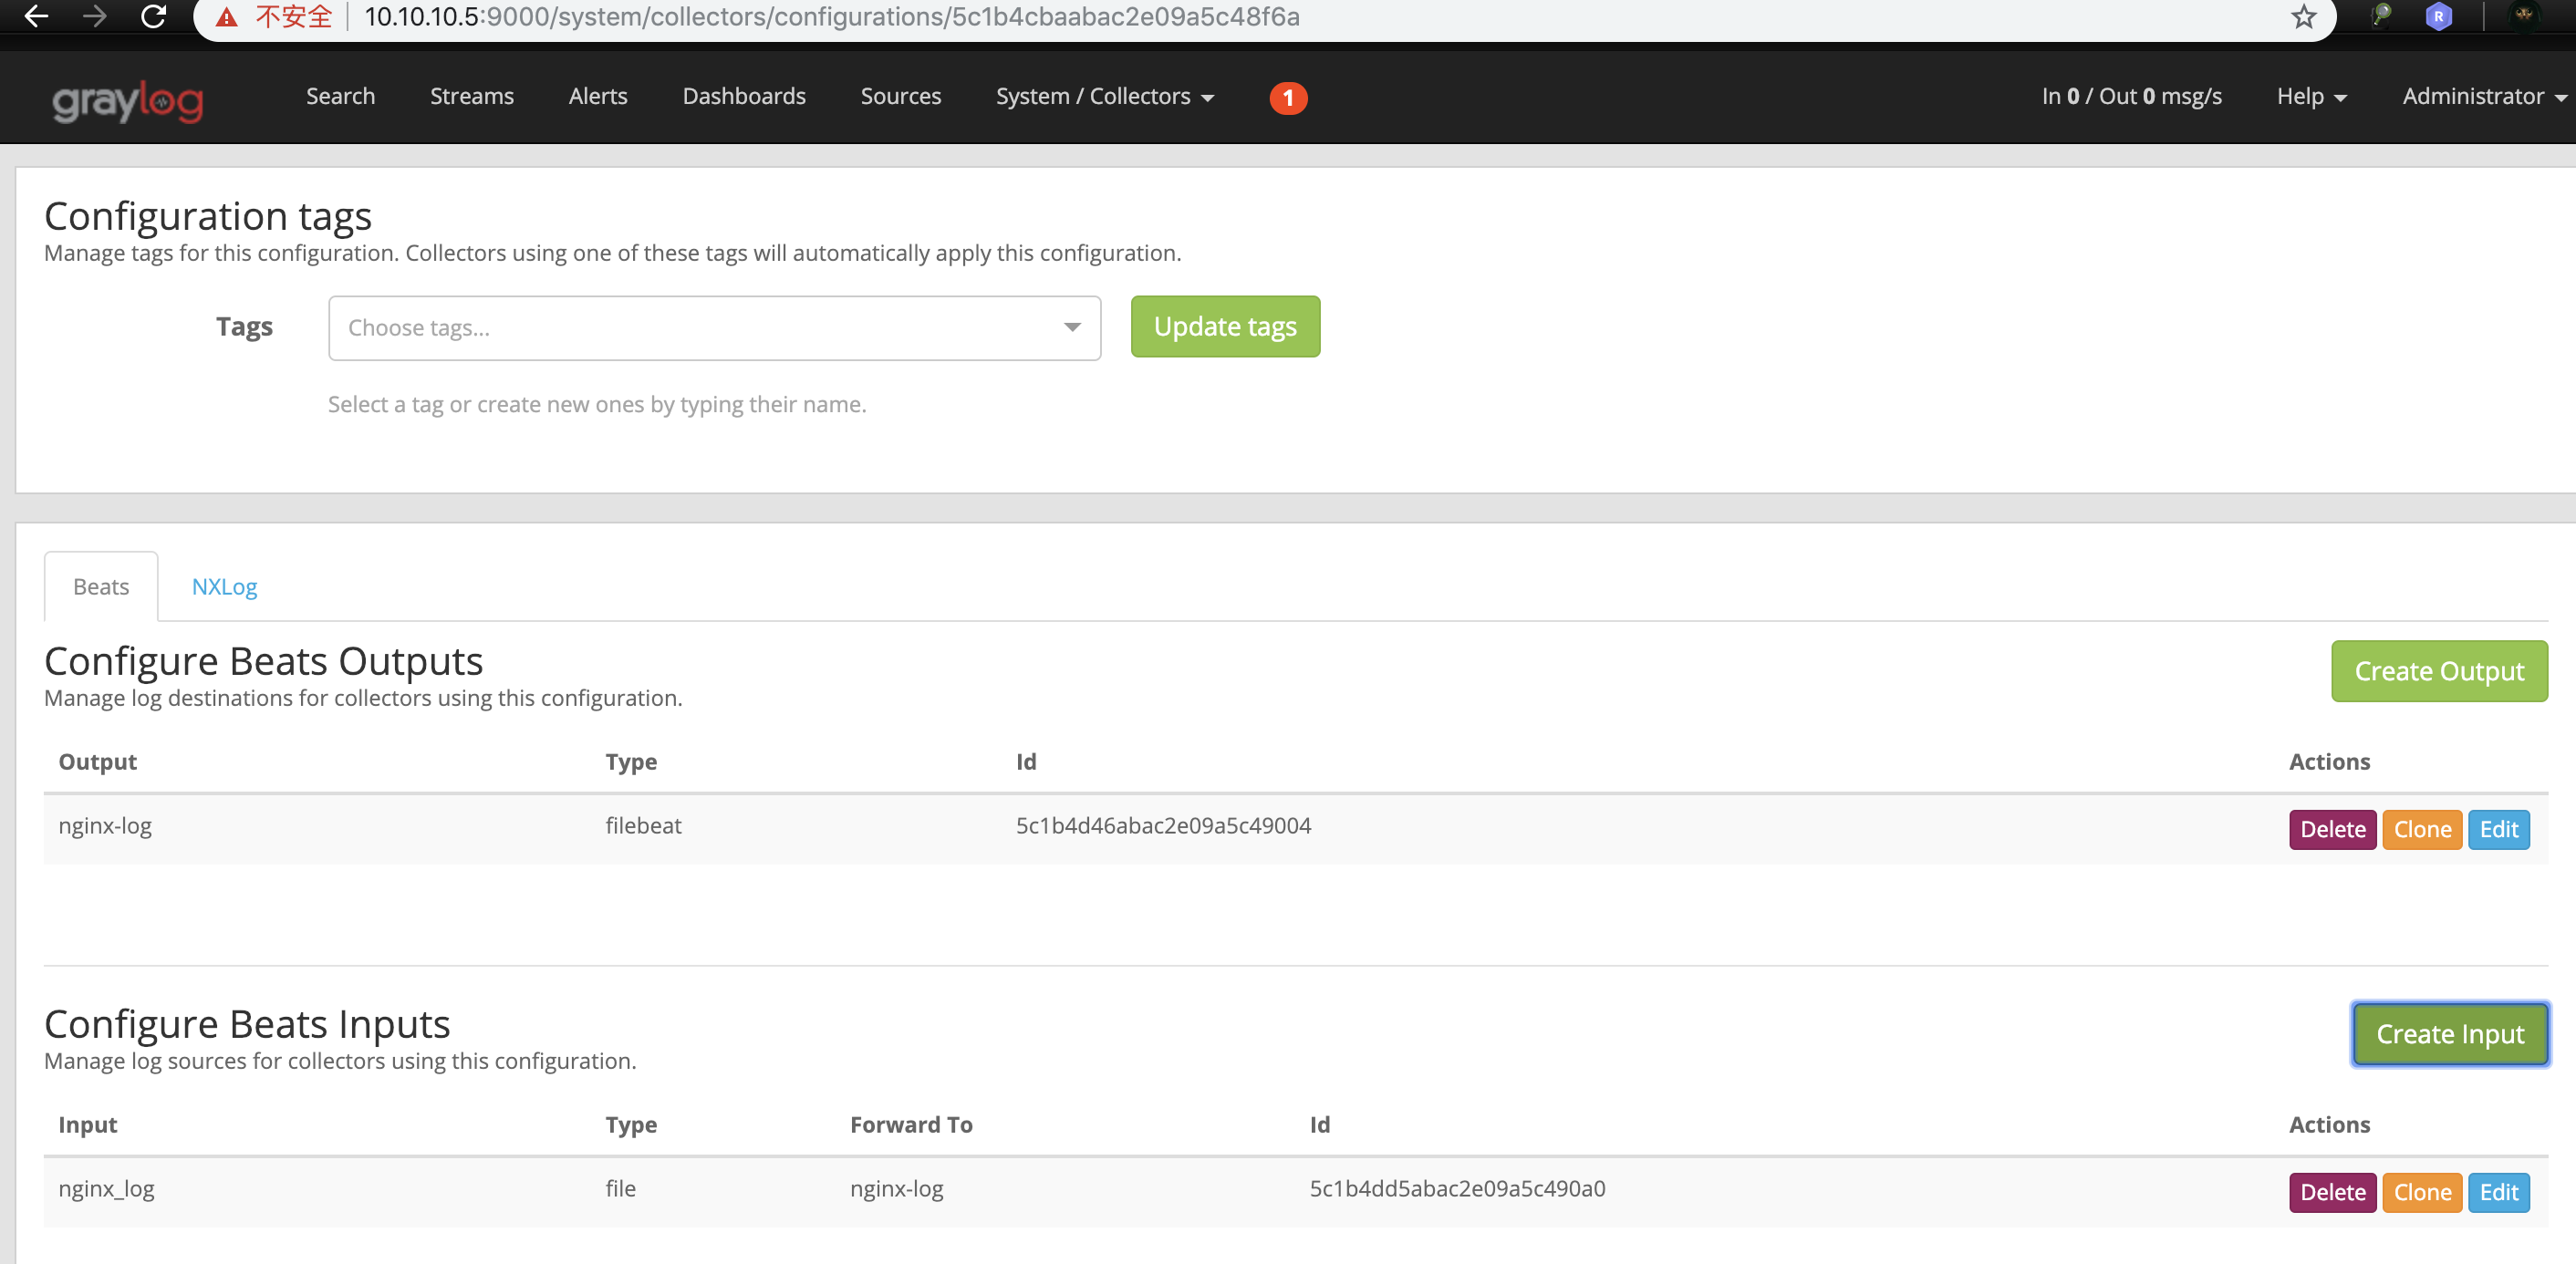 不安全 10.10.10.5:9000/system/collectors/configurations/5c1b4cbaabac2e09a5c48f6a R
graylog Search Streams Alerts Dashboards Sources System / Collectors 1 In 0 / Out 0 msg/s Help Administrator
Configuration tags
Manage tags for this configuration. Collectors using one of these tags will automatically apply this configuration.
Tags Choose tags... Update tags
Select a tag or create new ones by typing their name.
Beats NXLog
Configure Beats Outputs
Create Output
Manage log destinations for collectors using this configuration.
Output Type Id Actions
nginx-log filebeat 5c1b4d46abac2e09a5c49004 Delete Clone Edit
Configure Beats Inputs
Create Input
Manage log sources for collectors using this configuration.
Input Type Forward To Id Actions
nginx_log file nginx-log 5c1b4dd5abac2e09a5c490a0 Delete Clone Edit